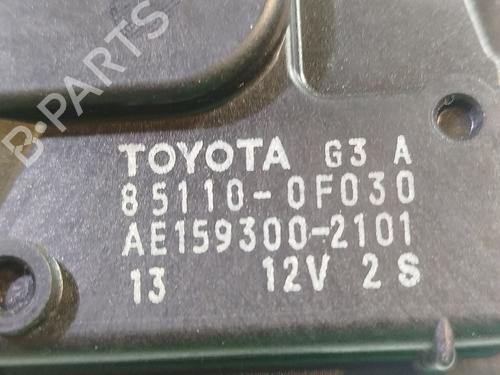 B-PARTS
TOYOTA G3 A
85110-0F030
AE159300-2101
13 12V 2 S